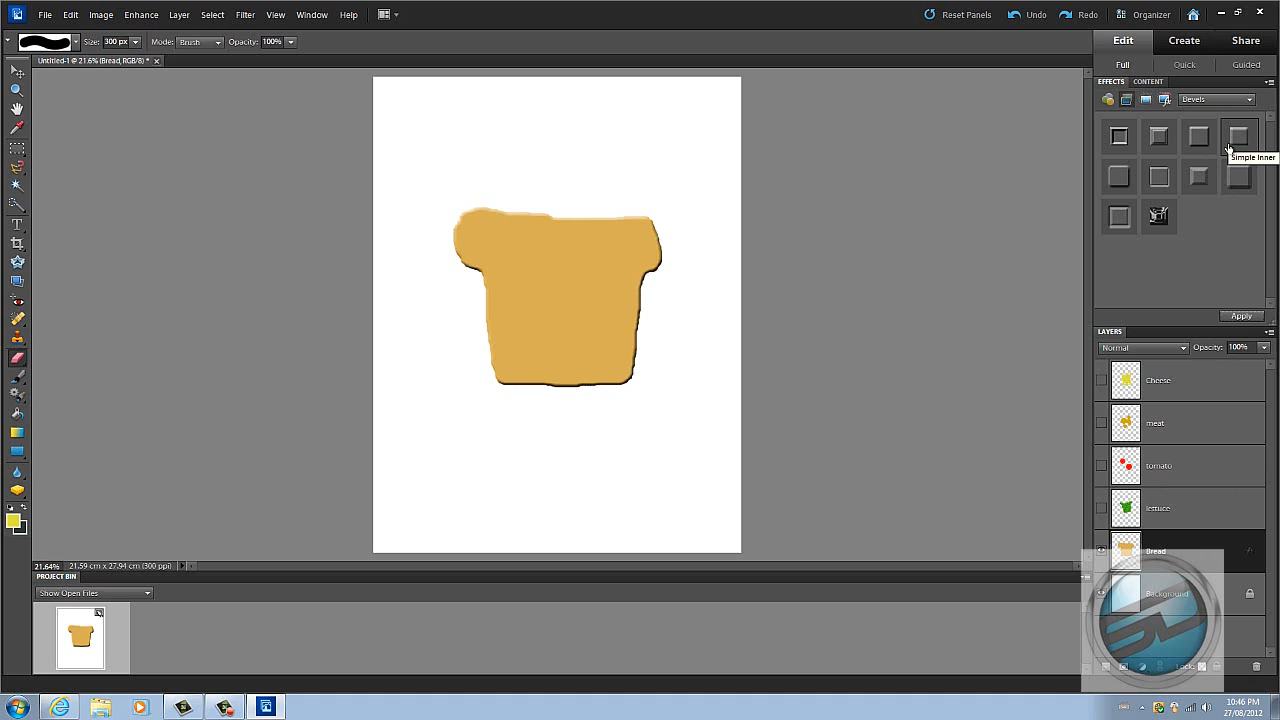 File Edit Image Enhance Layer Select Filter View Window Help Reset Panels Undo Redo Organizer
Size: 300 px Mode: Brush Opacity: 100%
Edit Create Share
Untitled-1 @ 21.6% (Bread, RGB/8) *
Full Quick Guided
EFFECTS CONTENT
Bevels
Simple Inner
Apply
LAYERS
Normal Opacity: 100%
Cheese
meat
tomato
lettuce
Bread
Background
21.64% 21.59 cm x 27.94 cm (300 ppi)
PROJECT BIN
Show Open Files
Lock:
10:46 PM
27/08/2012